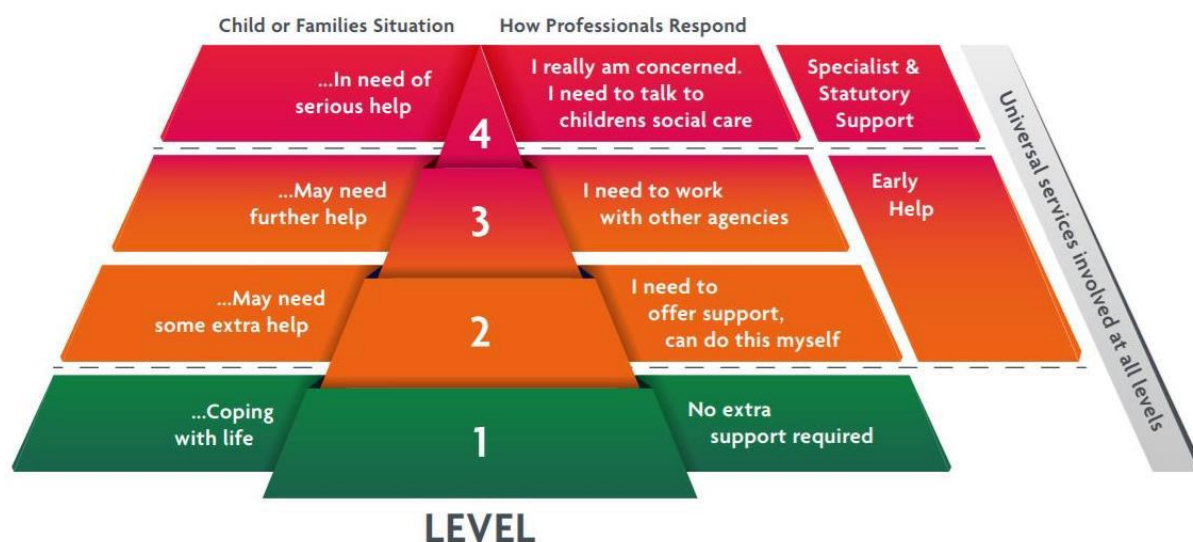 Child or Families Situation
How Professionals Respond
...In need of
serious help
4
I really am concerned.
I need to talk to
childrens social care
Specialist &
Statutory
Support
...May need
further help
3
I need to work
with other agencies
Early
Help
...May need
some extra help
2
I need to
offer support,
can do this myself
...Coping
with life
1
No extra
support required
Universal services involved at all levels
LEVEL